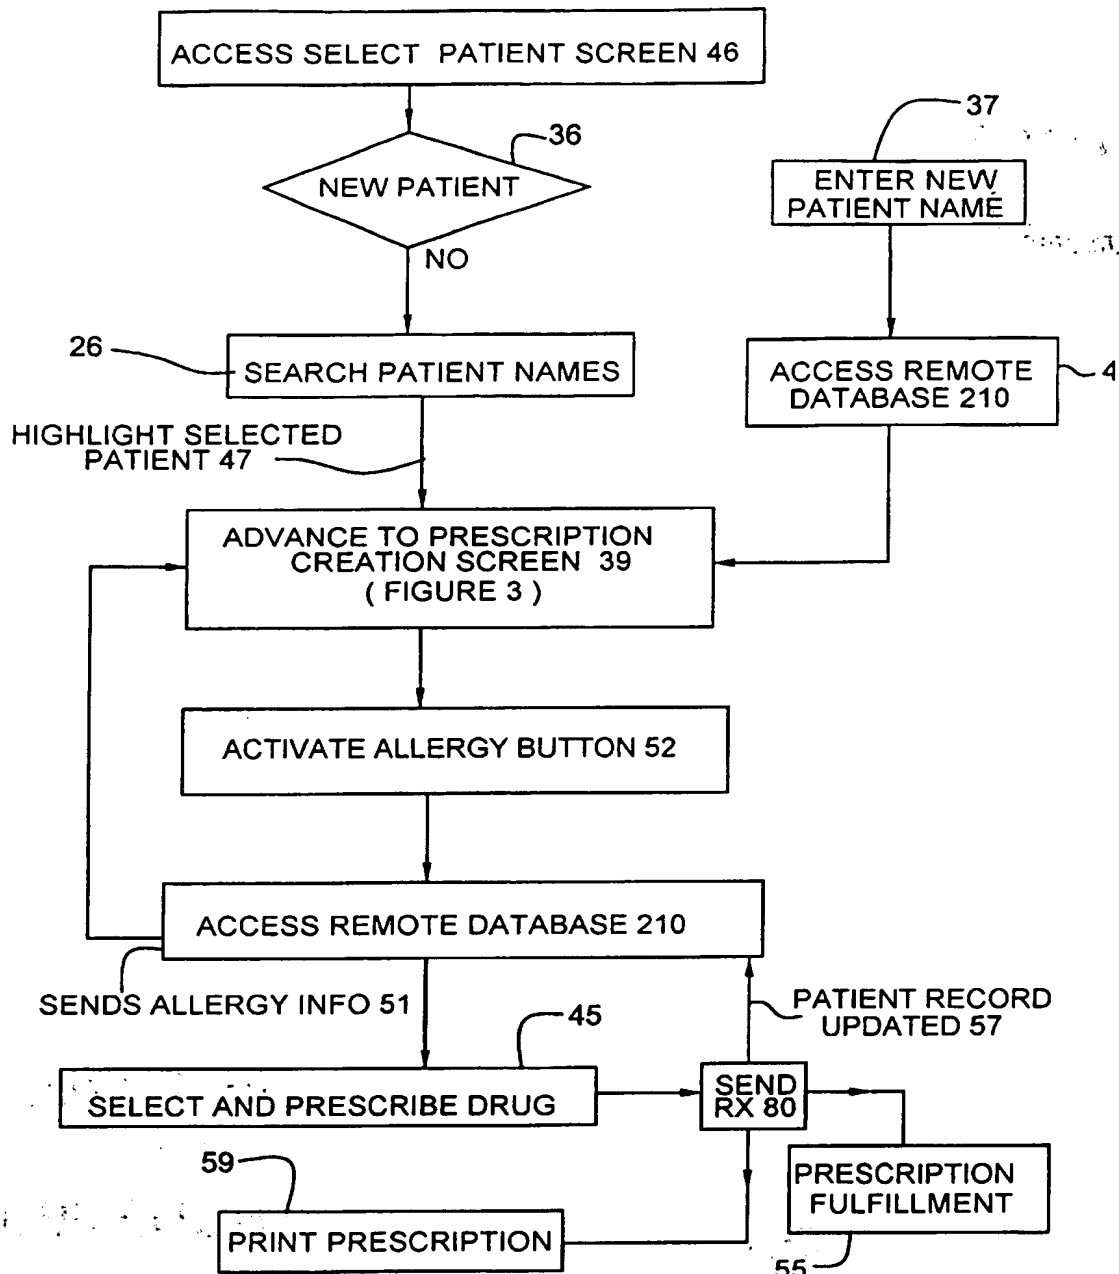 ACCESS SELECT PATIENT SCREEN 46
36
NEW PATIENT
NO
37
ENTER NEW
PATIENT NAME
26
SEARCH PATIENT NAMES
ACCESS REMOTE
DATABASE 210
4
HIGHLIGHT SELECTED
PATIENT 47
ADVANCE TO PRESCRIPTION
CREATION SCREEN 39
( FIGURE 3 )
ACTIVATE ALLERGY BUTTON 52
ACCESS REMOTE DATABASE 210
SENDS ALLERGY INFO 51
PATIENT RECORD
UPDATED 57
45
SELECT AND PRESCRIBE DRUG
SEND
RX 80
59
PRINT PRESCRIPTION
PRESCRIPTION
FULFILLMENT
55